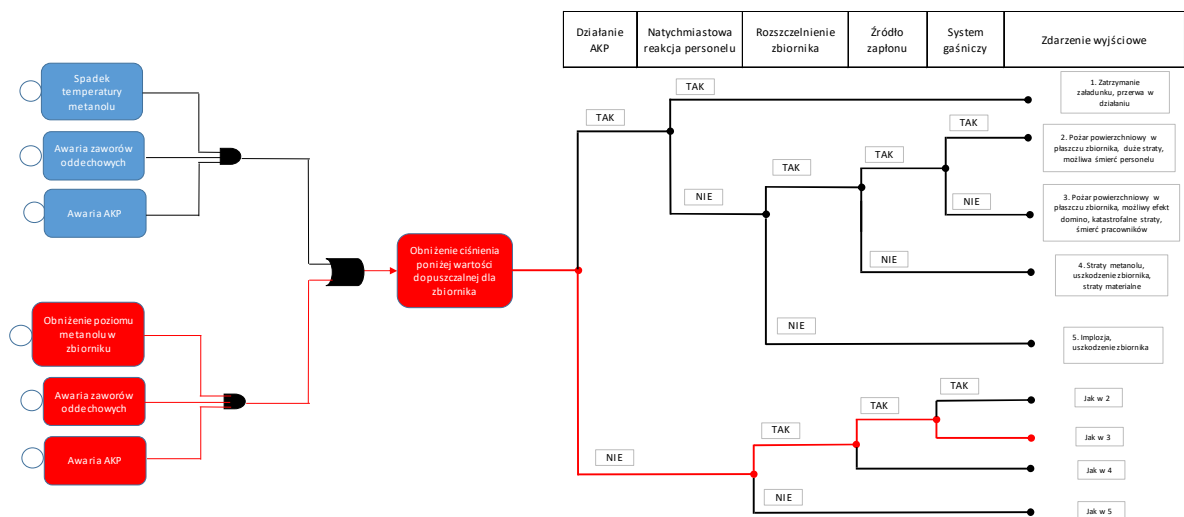 Działanie
AKP
Natychmiastowa
reakcja personelu
Rozszczelnienie
zbiornika
Źródło
zapłonu
System
gaśniczy
Zdarzenie wyjściowe
Spadek
temperatury
metanolu
Awaria zaworów
oddechowych
Awaria AKP
Obniżenie poziomu
metanolu w
zbiorniku
Awaria zaworów
oddechowych
Awaria AKP
Obniżenie ciśnienia
poniżej wartości
dopuszczalnej dla
zbiornika
TAK
TAK
NIE
TAK
TAK
TAK
NIE
NIE
NIE
NIE
TAK
TAK
TAK
NIE
1. Zatrzymanie
załadunku, przerwa w
działaniu
2. Pożar powierzchniowy w
płaszczu zbiornika, duże straty,
możliwa śmierć personelu
3. Pożar powierzchniowy w
płaszczu zbiornika, możliwy efekt
domino, katastrofalne straty,
śmierć pracowników
4. Straty metanolu,
uszkodzenie zbiornika,
straty materialne
5. Implozja,
uszkodzenie zbiornika
Jak w 2
Jak w 3
Jak w 4
Jak w 5